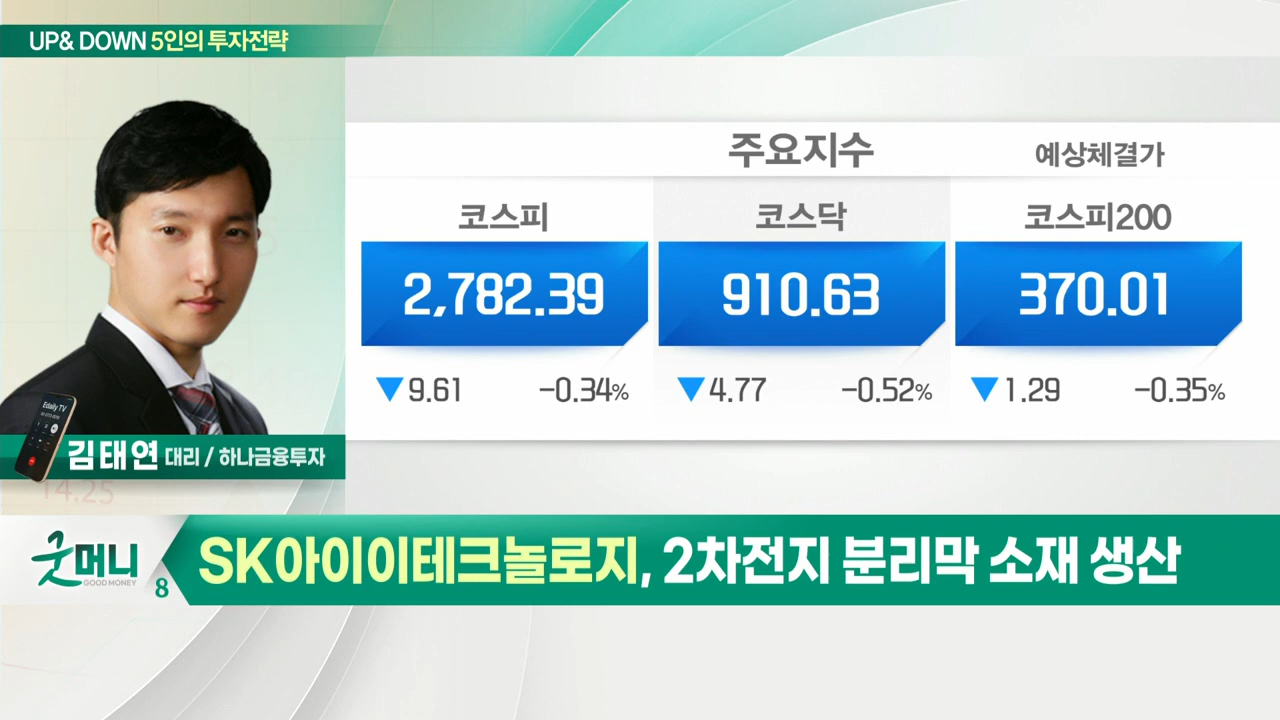 UP& DOWN 5인의 투자전략
주요지수
예상체결가
코스피
코스닥
코스피200
2,782.39
910.63
370.01
▼9.61 -0.34%
▼4.77 -0.52%
▼1.29 -0.35%
Edaily TV
김태연 대리 / 하나금융투자
14.25
굿머니
GOOD MONEY
8
SK아이이테크놀로지, 2차전지 분리막 소재 생산